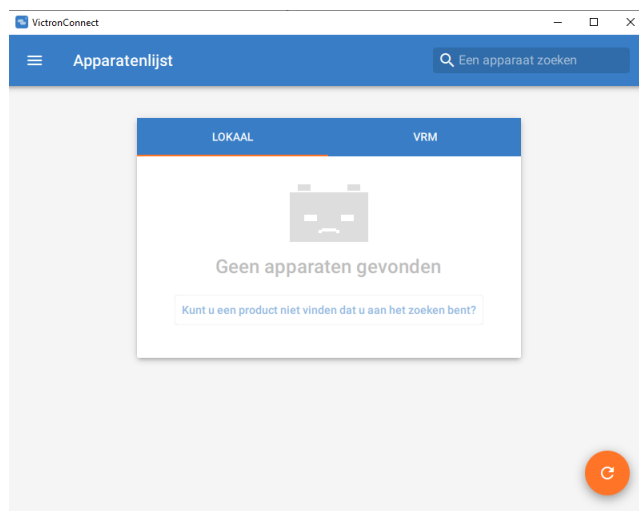 VictronConnect
Apparatenlijst
Een apparaat zoeken
LOKAAL
VRM
Geen apparaten gevonden
Kunt u een product niet vinden dat u aan het zoeken bent?